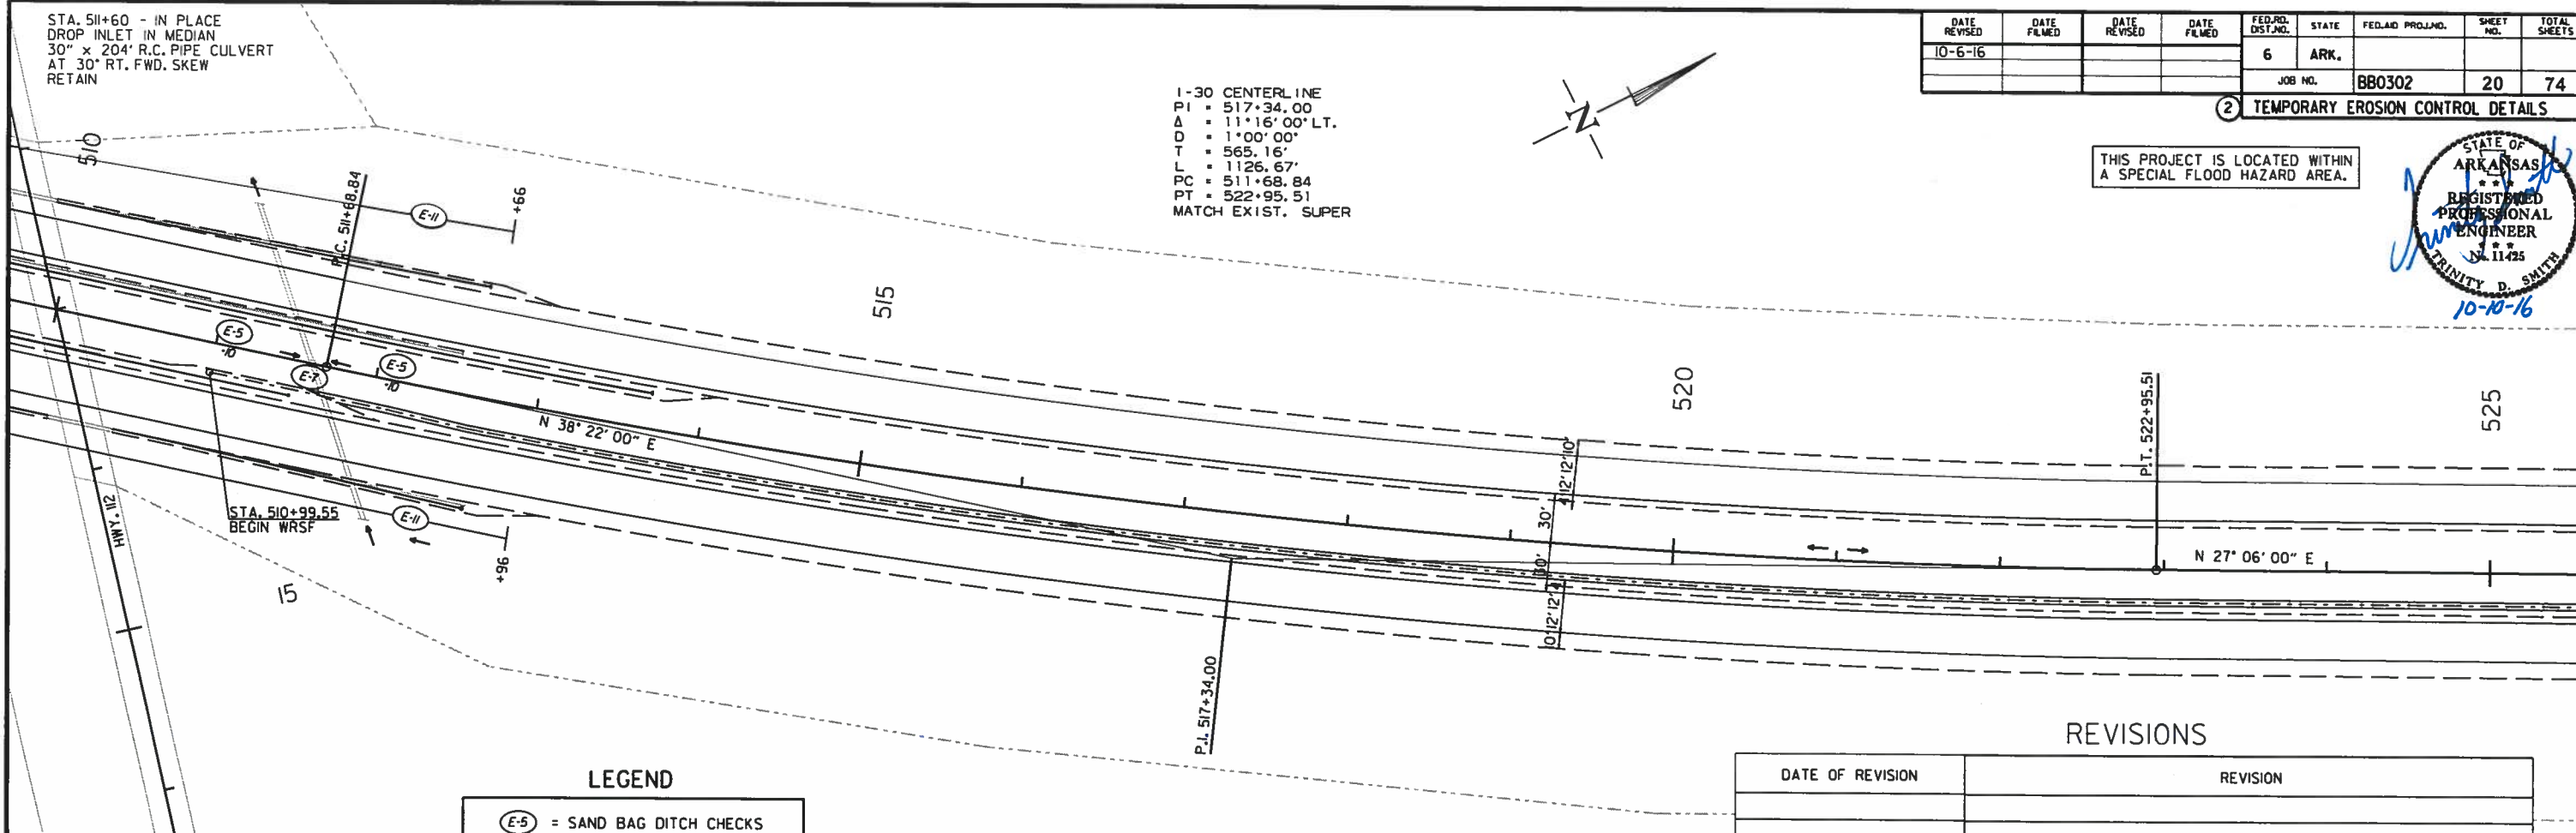 STA. 511+60 - IN PLACE
DROP INLET IN MEDIAN
30" x 204' R.C. PIPE CULVERT
AT 30° RT. FWD. SKEW
RETAIN
I-30 CENTERLINE
PI = 517+34.00
Δ = 11°16'00" LT.
D = 1°00'00"
T = 565.16'
L = 1126.67'
PC = 511+68.84
PT = 522+95.51
MATCH EXIST. SUPER
N
DATE REVISED
DATE FILMED
DATE REVISED
DATE FILMED
FED.RD. DIST.NO.
STATE
FED.AID PROJ.NO.
SHEET NO.
TOTAL SHEETS
10-6-16
6
ARK.
JOB NO.
BB0302
20
74
2 TEMPORARY EROSION CONTROL DETAILS
THIS PROJECT IS LOCATED WITHIN
A SPECIAL FLOOD HAZARD AREA.
STATE OF
ARKANSAS
REGISTERED
PROFESSIONAL
ENGINEER
No. 11425
TRINITY D. SMITH
10-10-16
510
P.C. 511+68.84
E-11
+66
515
520
525
E-5
-10
E-7
E-5
-10
N 38° 22' 00" E
STA. 510+99.55
BEGIN WRSF
HWY. 112
15
E-11
+96
P.I. 517+34.00
4'12'12'10'
30'
30'
10'12'12'4'
P.T. 522+95.51
N 27° 06' 00" E
LEGEND
E-5 = SAND BAG DITCH CHECKS
REVISIONS
DATE OF REVISION
REVISION